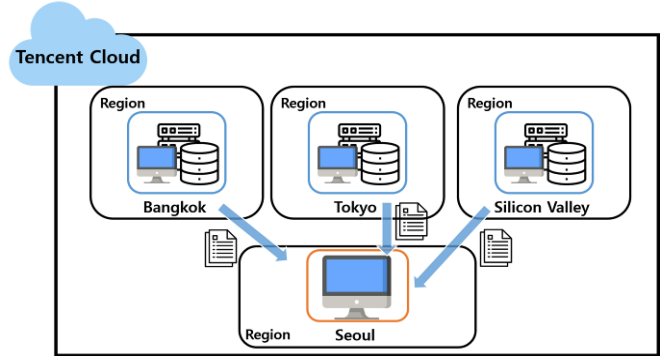 Tencent Cloud
Region
Region
Region
Bangkok
Tokyo
Silicon Valley
Region
Seoul